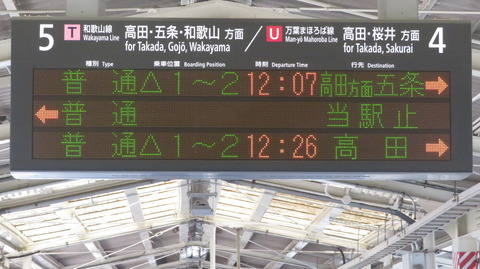 5 T 和歌山線 Wakayama Line 高田・五条・和歌山 方面 for Takada, Gojō, Wakayama / U 万葉まほろば線 Man-yō Mahoroba Line 高田・桜井 方面 for Takada, Sakurai 4
種別 Type 乗車位置 Boarding Position 時刻 Departure Time 行先 Destination
普通 △1〜2 12:07 高田方面五条 →
← 普通 当駅止
普通 △1〜2 12:26 高田 →